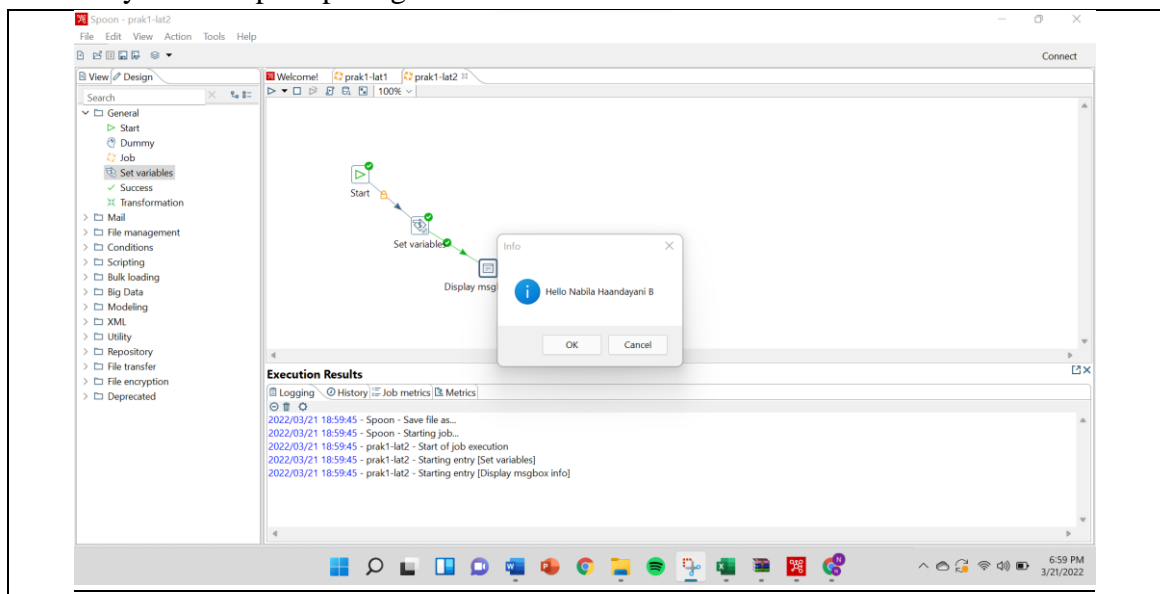 Spoon - prak1-lat2
File Edit View Action Tools Help
Connect
View Design
Welcome! prak1-lat1 prak1-lat2
Search
100%
General
Start
Dummy
Job
Set variables
Success
Transformation
Mail
File management
Conditions
Scripting
Bulk loading
Big Data
Modeling
XML
Utility
Repository
File transfer
File encryption
Deprecated
Start
Set variables
Display msg
Info
Hello Nabila Haandayani B
OK Cancel
Execution Results
Logging History Job metrics Metrics
2022/03/21 18:59:45 - Spoon - Save file as...
2022/03/21 18:59:45 - Spoon - Starting job...
2022/03/21 18:59:45 - prak1-lat2 - Start of job execution
2022/03/21 18:59:45 - prak1-lat2 - Starting entry [Set variables]
2022/03/21 18:59:45 - prak1-lat2 - Starting entry [Display msgbox info]
6:59 PM
3/21/2022